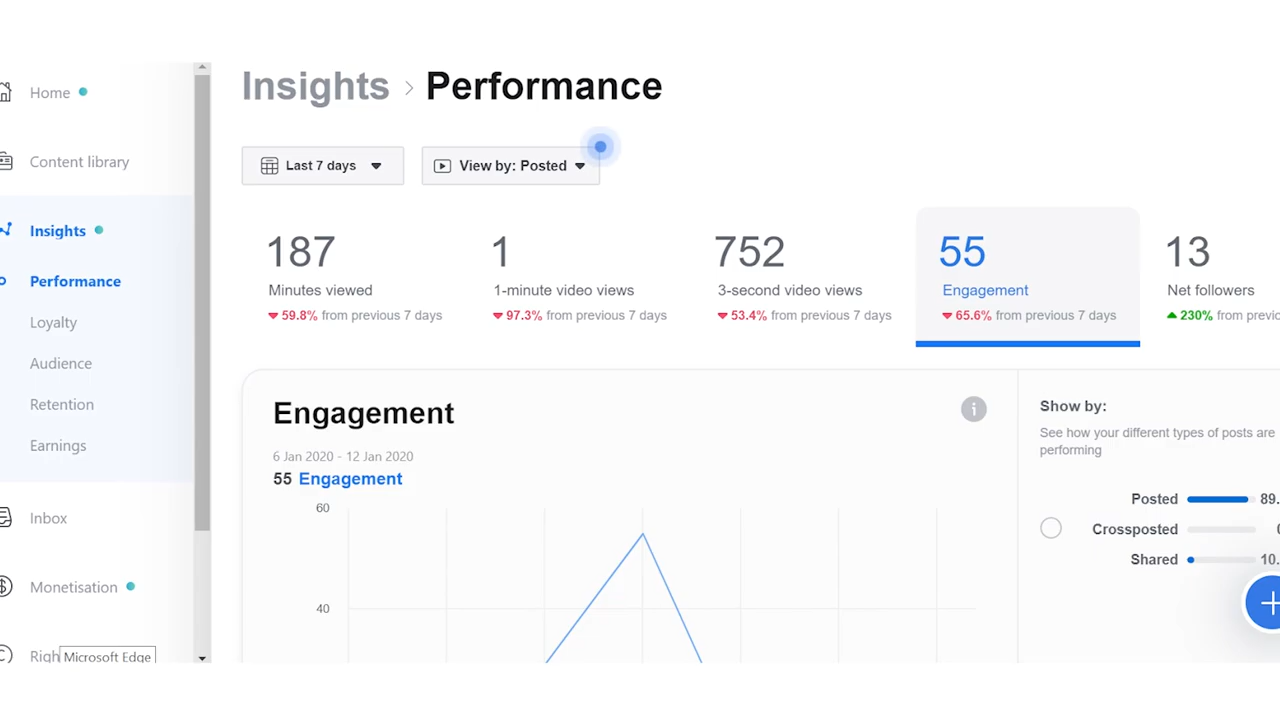 Insights > Performance
Home
Content library
Insights
Performance
Loyalty
Audience
Retention
Earnings
Inbox
Monetisation
Microsoft Edge
Last 7 days
View by: Posted
187
Minutes viewed
59.8% from previous 7 days
1
1-minute video views
97.3% from previous 7 days
752
3-second video views
53.4% from previous 7 days
55
Engagement
65.6% from previous 7 days
13
Net followers
230% from
Engagement
6 Jan 2020 - 12 Jan 2020
55 Engagement
60
40
Show by:
See how your different types of posts are
performing
Posted 89.
Crossposted
Shared 10.